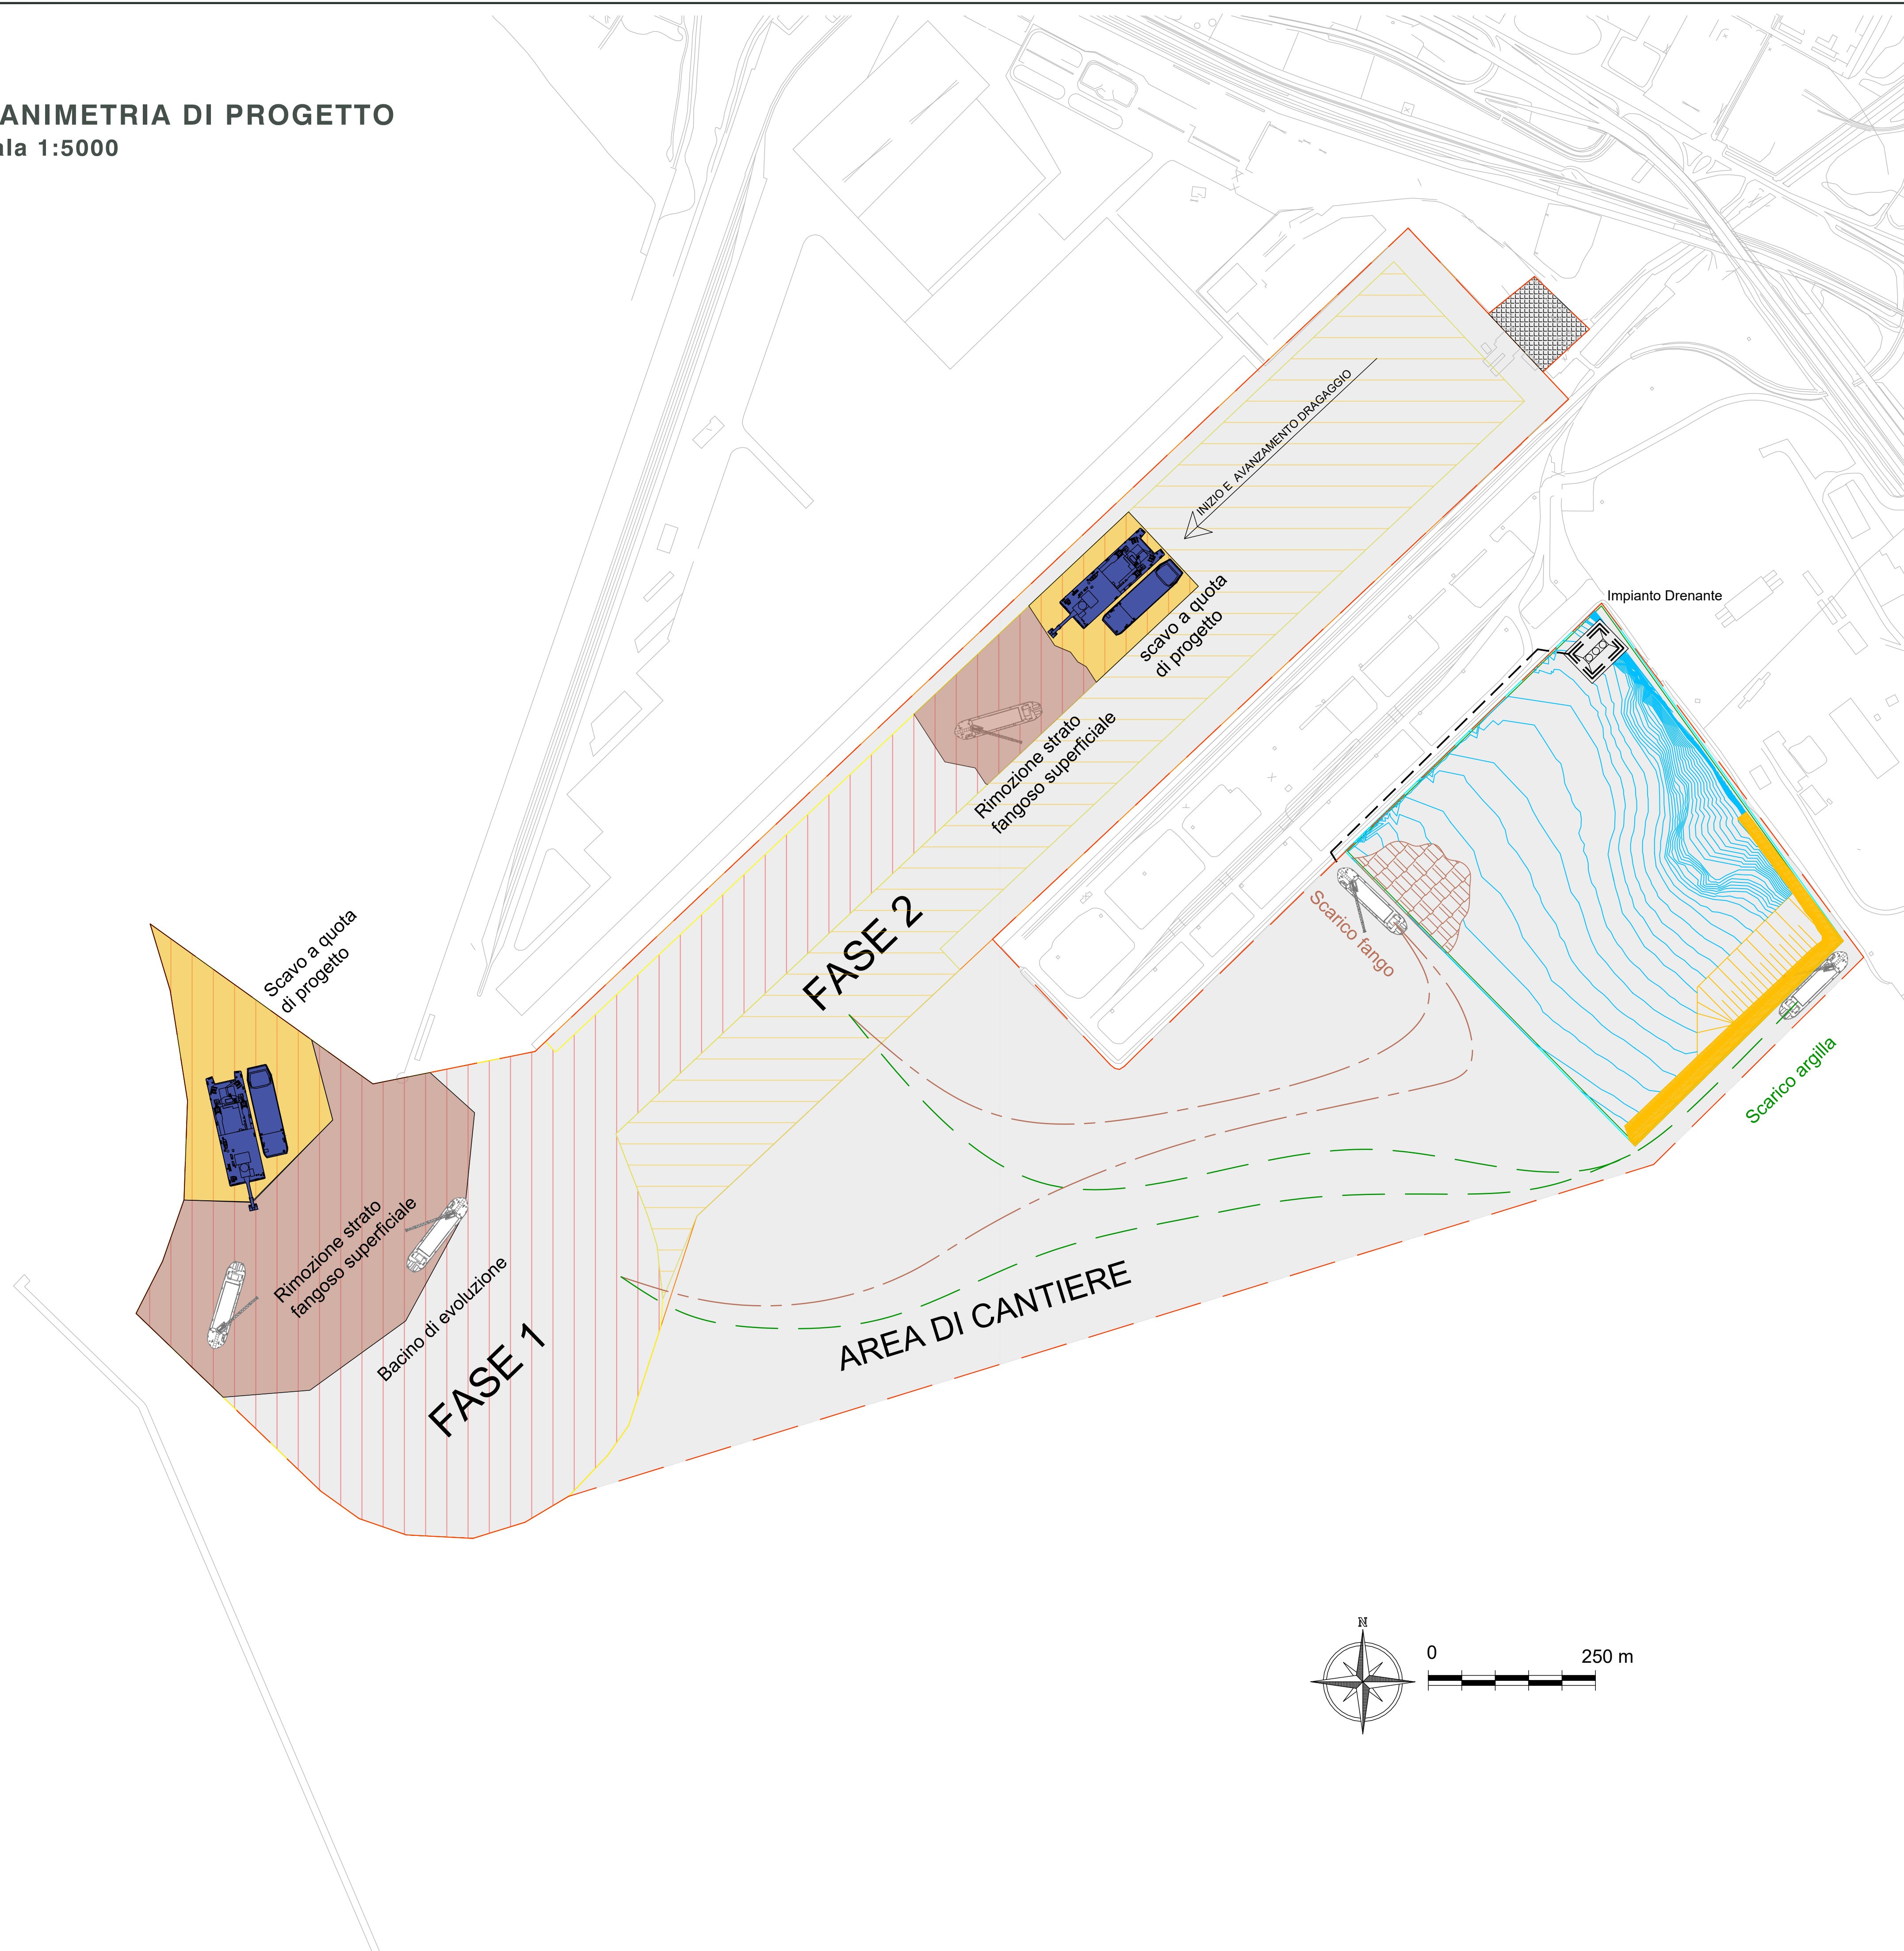 ANIMETRIA DI PROGETTO
ala 1:5000
INIZIO E AVANZAMENTO DRAGAGGIO
scavo a quota
di progetto
Impianto Drenante
Rimozione strato
fangoso superficiale
FASE 2
Scarico fango
Scavo a quota
di progetto
Scarico argilla
Rimozione strato
fangoso superficiale
Bacino di evoluzione
FASE 1
AREA DI CANTIERE
N
0
250 m